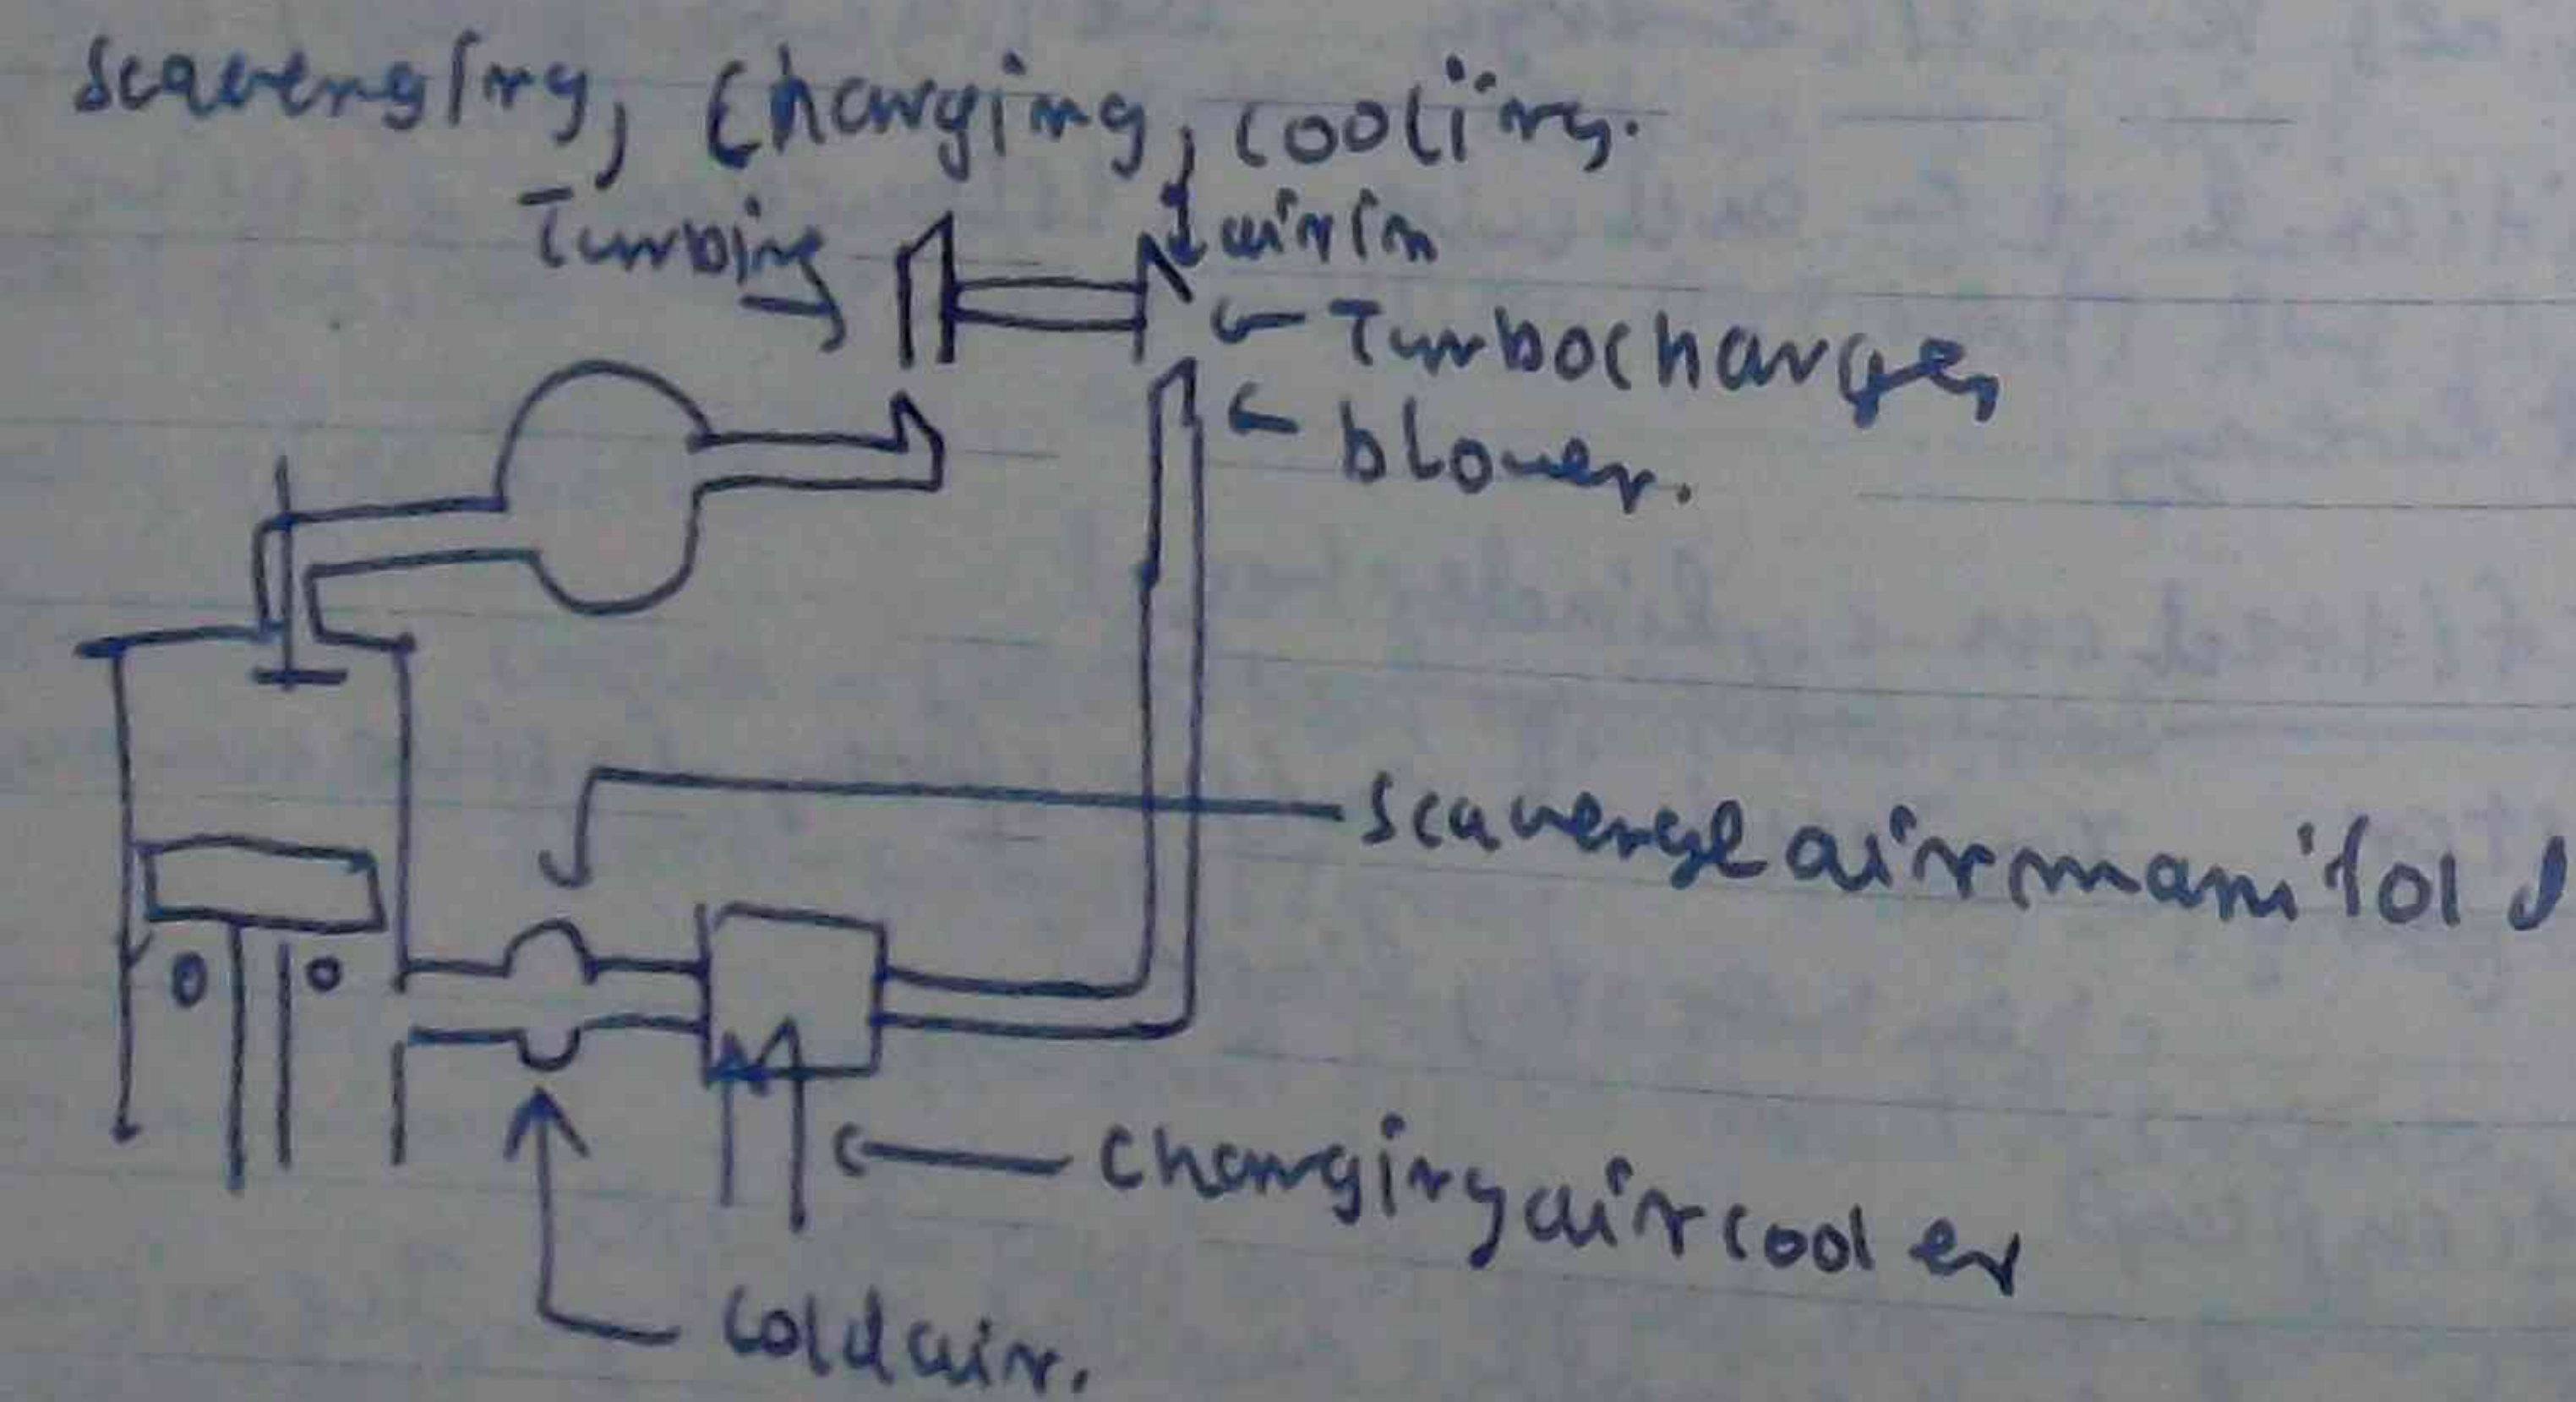 Scavenging, Charging, cooling.
Turbine
air in
Turbocharger
blower.
Scavenge air manifold
Charging air cooler
Cold air.